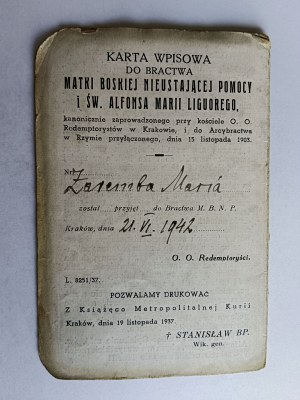 KARTA WPISOWA
DO BRACTWA
MATKI BOSKIEJ NIEUSTAJĄCEJ POMOCY
I ŚW. ALFONSA MARII LIGUOREGO,
kanonicznie zaprowadzonego przy kościele O. O.
Redemptorystów w Krakowie, i do Arcybractwa
w Rzymie przyłączonego, dnia 15 listopada 1903.
Nr.
Zaremba Maria
został przyjęt do Bractwa M. B. N. P.
Kraków, dnia 21. VI. 1942
O. O. Redemptoryści.
L. 8251/37.
POZWALAMY DRUKOWAĆ
Z Książęco Metropolitalnej Kurii
Kraków, dnia 19 listopada 1937.
† STANISŁAW BP.
Wik. gen.